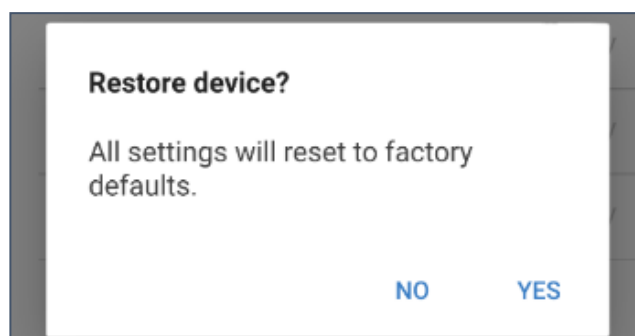 Restore device?
All settings will reset to factory
defaults.
NO YES